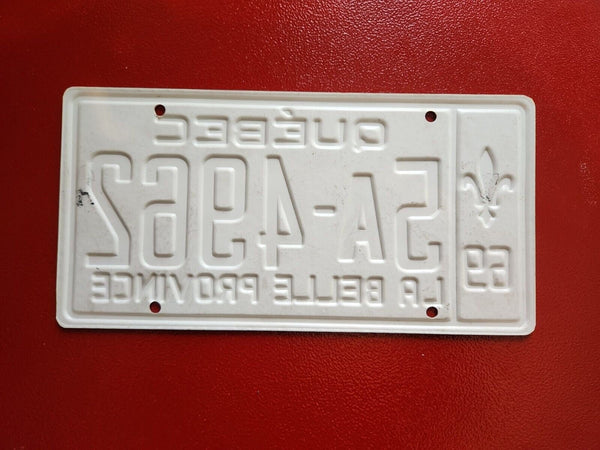 QUÉBEC
5A-4962
LA BELLE PROVINCE
69